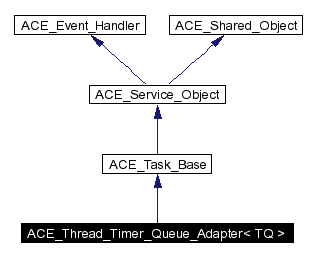 ACE_Event_Handler
ACE_Shared_Object
ACE_Service_Object
ACE_Task_Base
ACE_Thread_Timer_Queue_Adapter< TQ >